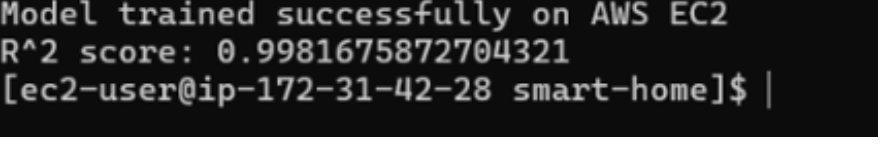 Model trained successfully on AWS EC2
R^2 score: 0.9981675872704321
[ec2-user@ip-172-31-42-28 smart-home]$